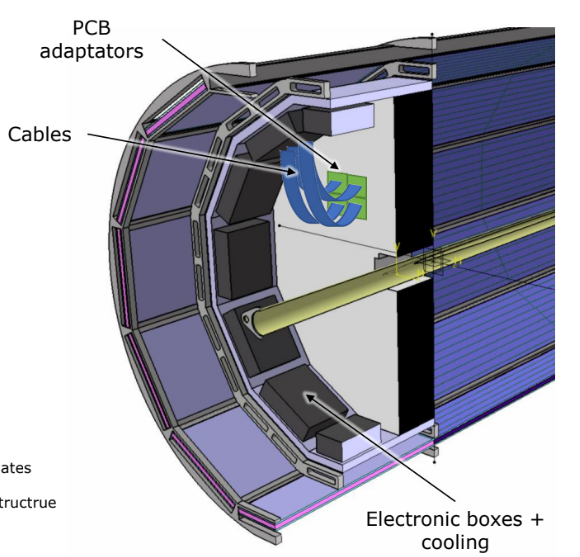 PCB
adaptators
Cables
ates
tructrue
Electronic boxes +
cooling